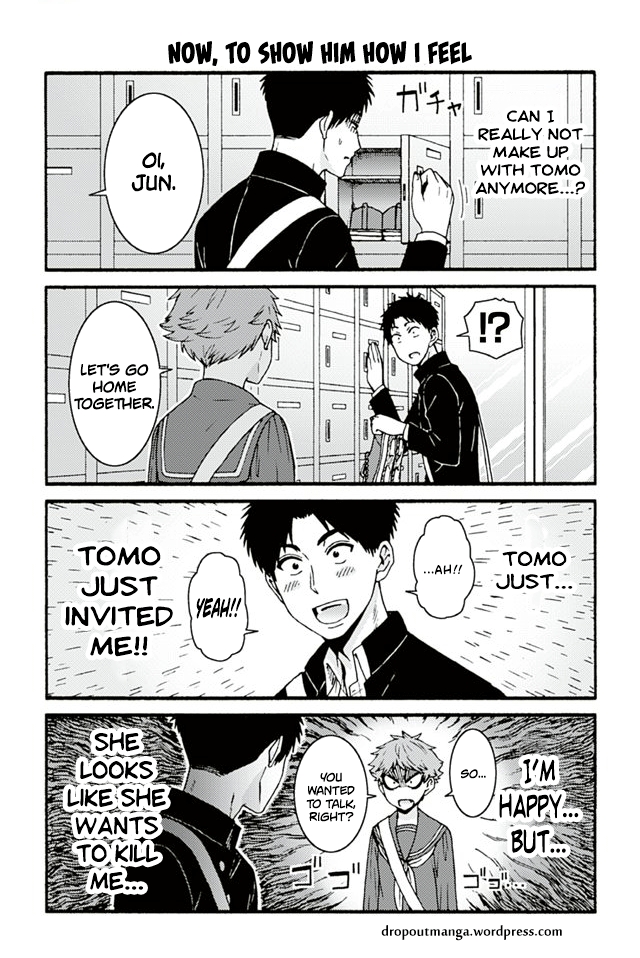 NOW, TO SHOW HIM HOW I FEEL
ガチャ
CAN I
REALLY NOT
MAKE UP
WITH TOMO
ANYMORE...?
OI,
JUN.
!?
LET'S GO
HOME
TOGETHER.
TOMO
JUST...
...AH!!
YEAH!!
TOMO
JUST
INVITED
ME!!
I'M
HAPPY...
BUT...
SO...
YOU
WANTED
TO TALK,
RIGHT?
ゴゴ
ゴゴ...
SHE
LOOKS
LIKE SHE
WANTS
TO KILL
ME...
dropoutmanga.wordpress.com